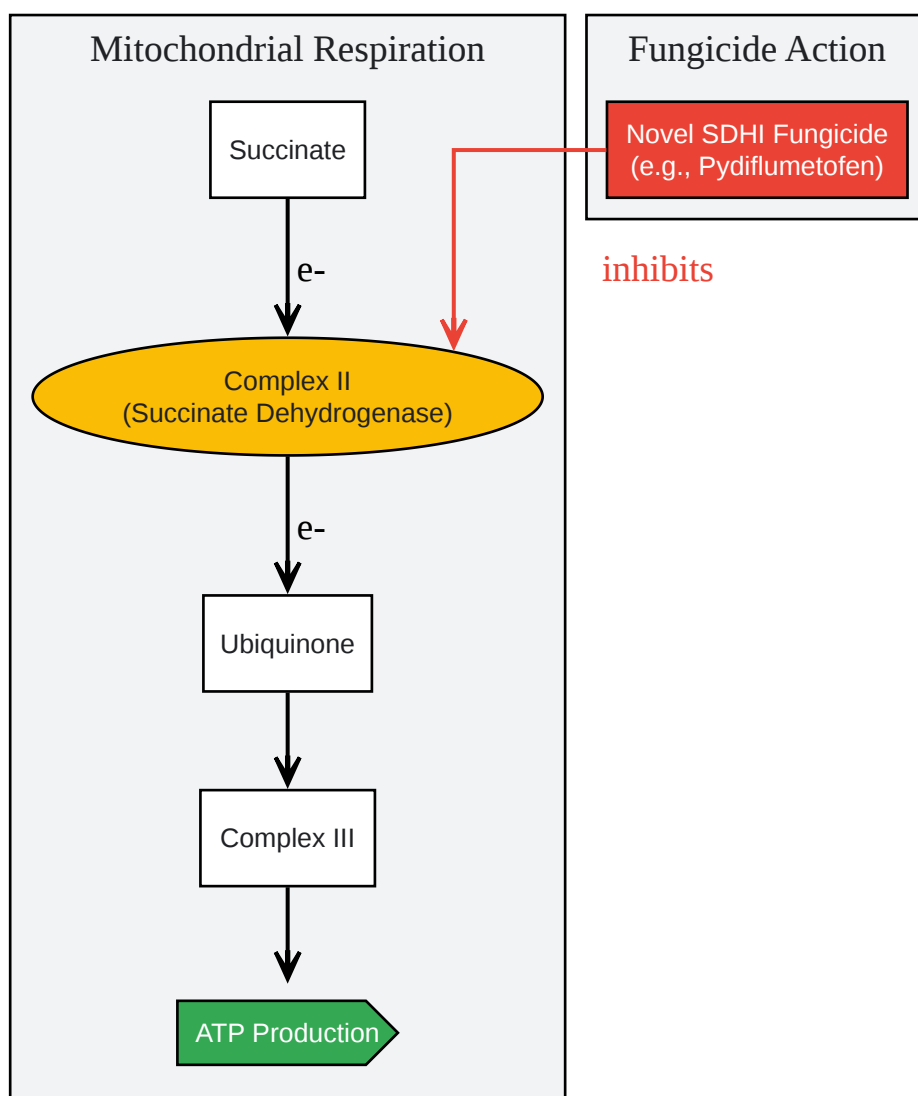 Mitochondrial Respiration
Fungicide Action
Succinate
Novel SDHI Fungicide
(e.g., Pydiflumetofen)
e-
inhibits
Complex II
(Succinate Dehydrogenase)
e-
Ubiquinone
Complex III
ATP Production